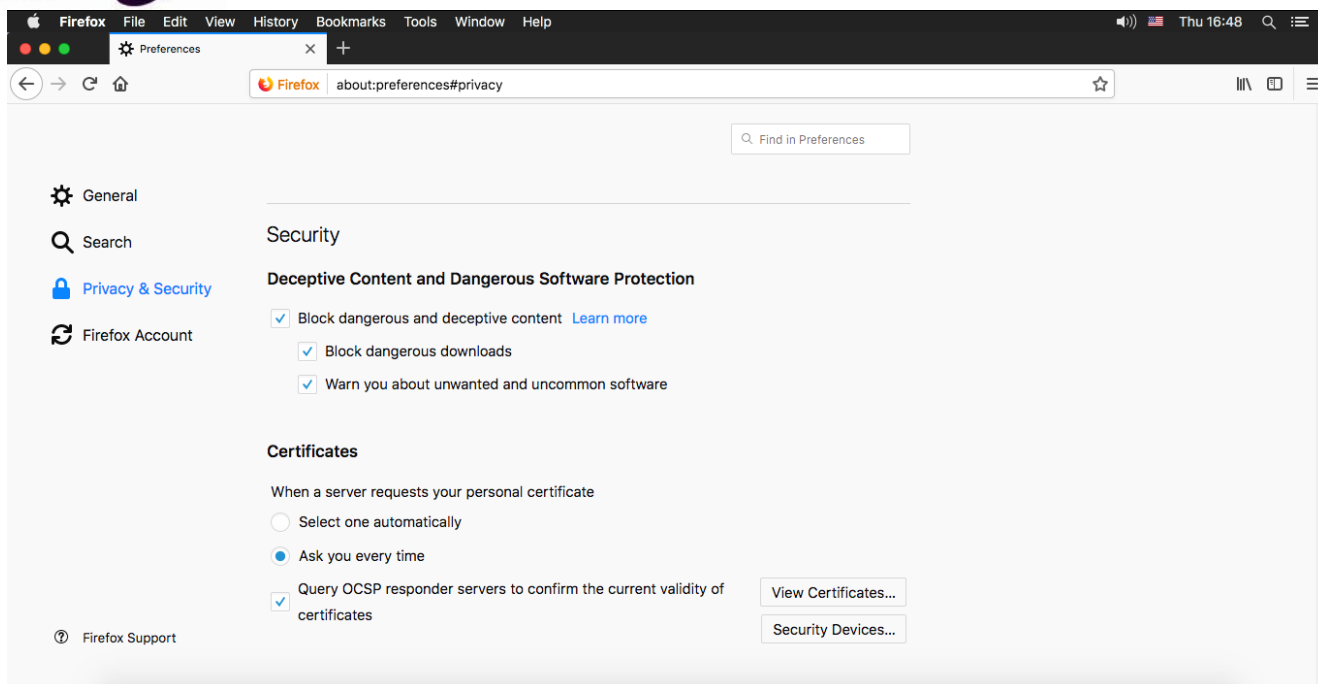 Firefox File Edit View History Bookmarks Tools Window Help Thu 16:48
Preferences
Firefox about:preferences#privacy
Find in Preferences
General
Search
Privacy & Security
Firefox Account
Firefox Support
Security
Deceptive Content and Dangerous Software Protection
Block dangerous and deceptive content Learn more
Block dangerous downloads
Warn you about unwanted and uncommon software
Certificates
When a server requests your personal certificate
Select one automatically
Ask you every time
Query OCSP responder servers to confirm the current validity of
certificates
View Certificates...
Security Devices...